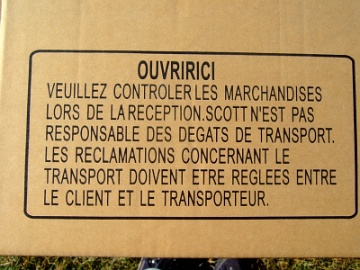 OUVRIRICI
VEUILLEZ CONTROLER LES MARCHANDISES
LORS DE LA RECEPTION.SCOTT N'EST PAS
RESPONSABLE DES DEGATS DE TRANSPORT.
LES RECLAMATIONS CONCERNANT LE
TRANSPORT DOIVENT ETRE REGLEES ENTRE
LE CLIENT ET LE TRANSPORTEUR.